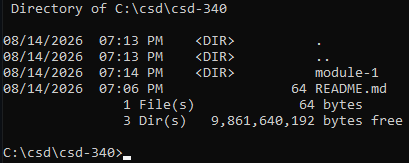 Directory of C:\csd\csd-340
08/14/2026  07:13 PM    <DIR>          .
08/14/2026  07:13 PM    <DIR>          ..
08/14/2026  07:14 PM    <DIR>          module-1
08/14/2026  07:06 PM                64 README.md
1 File(s)             64 bytes
3 Dir(s)   9,861,640,192 bytes free
C:\csd\csd-340>